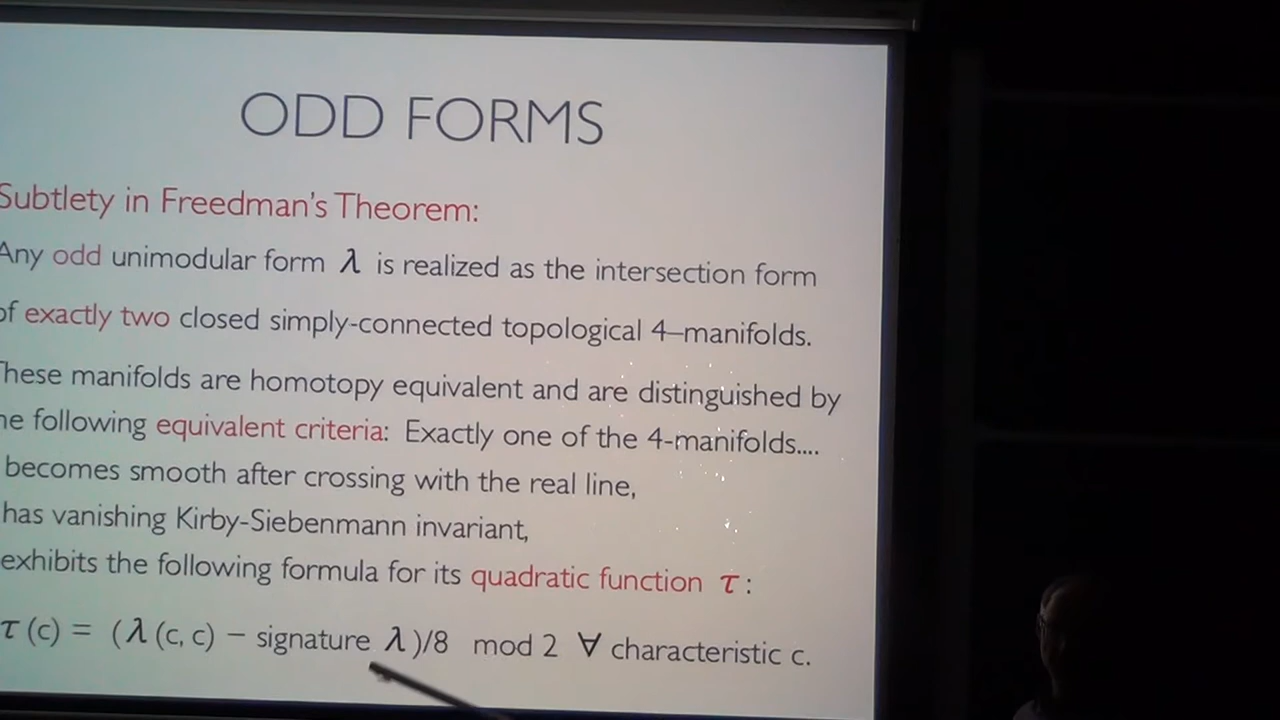 ODD FORMS
Subtlety in Freedman's Theorem:
Any odd unimodular form λ is realized as the intersection form
of exactly two closed simply-connected topological 4–manifolds.
These manifolds are homotopy equivalent and are distinguished by
he following equivalent criteria: Exactly one of the 4-manifolds....
becomes smooth after crossing with the real line,
has vanishing Kirby-Siebenmann invariant,
exhibits the following formula for its quadratic function τ :
τ (c) = (λ (c, c) − signature λ )/8 mod 2 ∀ characteristic c.